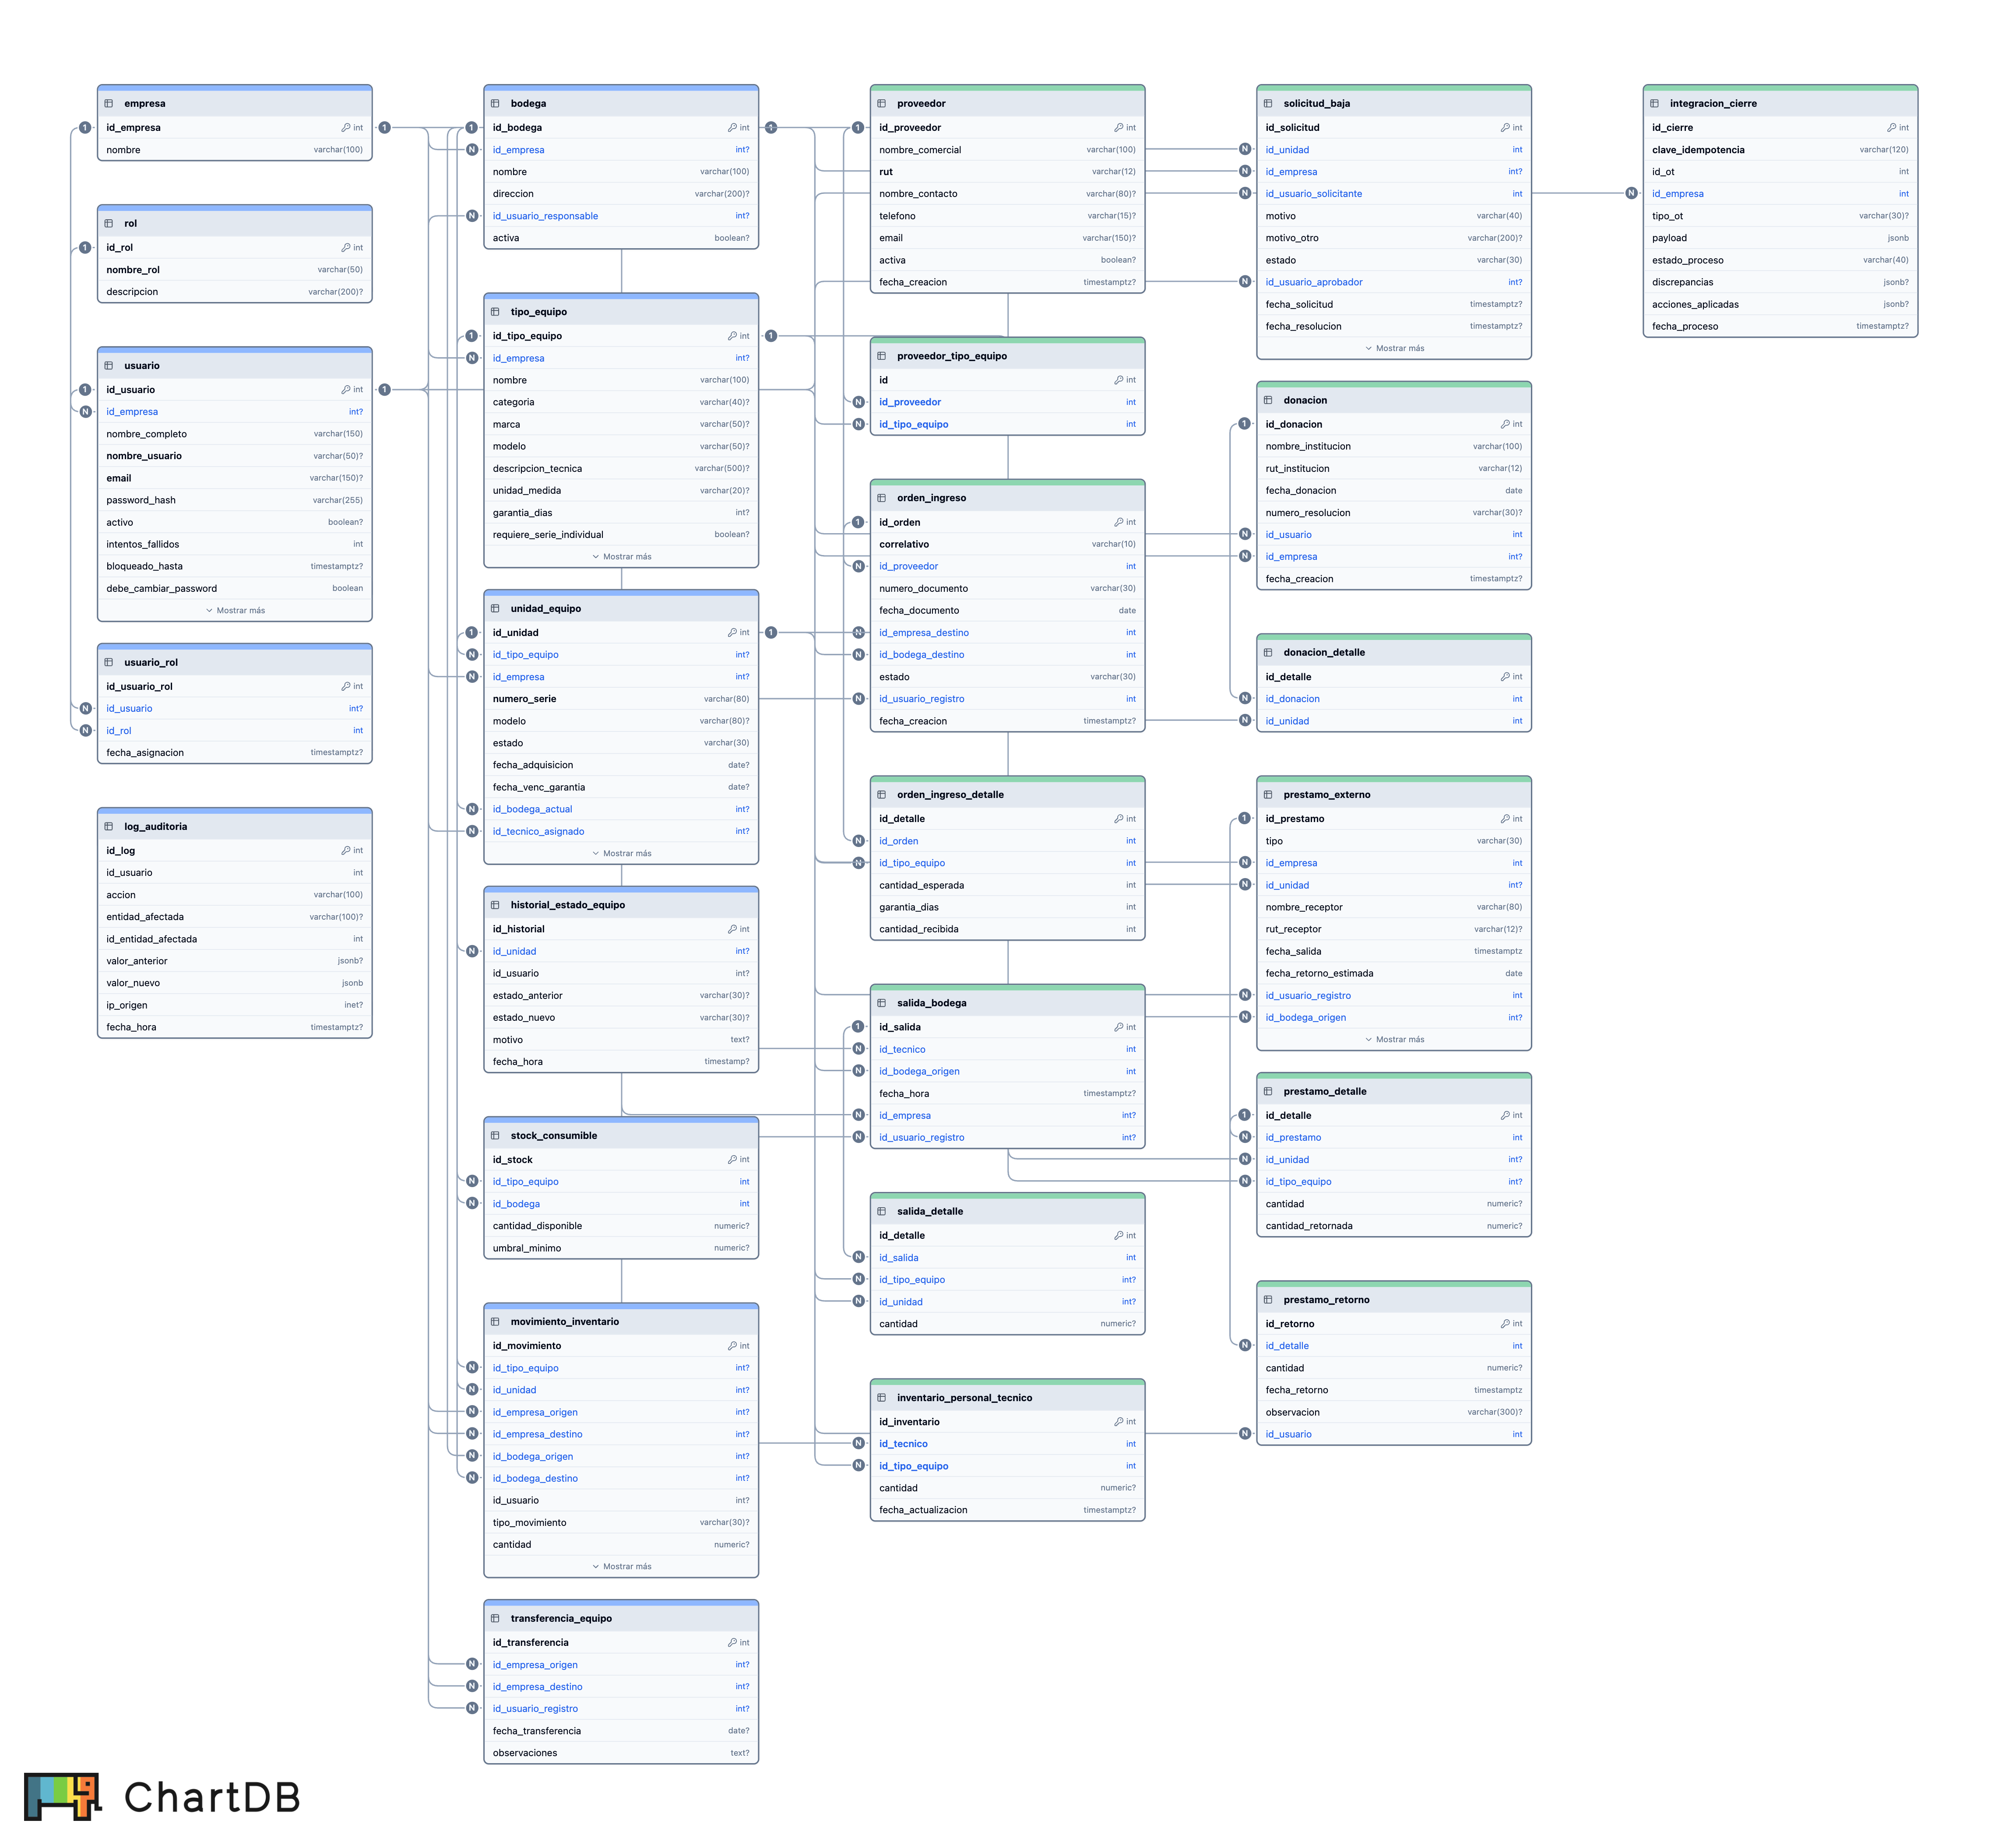 empresa
id_empresa int
nombre varchar(100)
rol
id_rol int
nombre_rol varchar(50)
descripcion varchar(200)?
usuario
id_usuario int
id_empresa int?
nombre_completo varchar(150)
nombre_usuario varchar(50)?
email varchar(150)?
password_hash varchar(255)
activo boolean?
intentos_fallidos int
bloqueado_hasta timestamptz?
debe_cambiar_password boolean
Mostrar más
usuario_rol
id_usuario_rol int
id_usuario int?
id_rol int
fecha_asignacion timestamptz?
log_auditoria
id_log int
id_usuario int
accion varchar(100)
entidad_afectada varchar(100)?
id_entidad_afectada int
valor_anterior jsonb?
valor_nuevo jsonb
ip_origen inet?
fecha_hora timestamptz?
bodega
id_bodega int
id_empresa int?
nombre varchar(100)
direccion varchar(200)?
id_usuario_responsable int?
activa boolean?
tipo_equipo
id_tipo_equipo int
id_empresa int?
nombre varchar(100)
categoria varchar(40)?
marca varchar(50)?
modelo varchar(50)?
descripcion_tecnica varchar(500)?
unidad_medida varchar(20)?
garantia_dias int?
requiere_serie_individual boolean?
Mostrar más
unidad_equipo
id_unidad int
id_tipo_equipo int?
id_empresa int?
numero_serie varchar(80)
modelo varchar(80)?
estado varchar(30)
fecha_adquisicion date?
fecha_venc_garantia date?
id_bodega_actual int?
id_tecnico_asignado int?
Mostrar más
historial_estado_equipo
id_historial int
id_unidad int?
id_usuario int?
estado_anterior varchar(30)?
estado_nuevo varchar(30)?
motivo text?
fecha_hora timestamp?
stock_consumible
id_stock int
id_tipo_equipo int
id_bodega int
cantidad_disponible numeric?
umbral_minimo numeric?
movimiento_inventario
id_movimiento int
id_tipo_equipo int?
id_unidad int?
id_empresa_origen int?
id_empresa_destino int?
id_bodega_origen int?
id_bodega_destino int?
id_usuario int?
tipo_movimiento varchar(30)?
cantidad numeric?
Mostrar más
transferencia_equipo
id_transferencia int
id_empresa_origen int?
id_empresa_destino int?
id_usuario_registro int?
fecha_transferencia date?
observaciones text?
proveedor
id_proveedor int
nombre_comercial varchar(100)
rut varchar(12)
nombre_contacto varchar(80)?
telefono varchar(15)?
email varchar(150)?
activa boolean?
fecha_creacion timestamptz?
proveedor_tipo_equipo
id int
id_proveedor int
id_tipo_equipo int
orden_ingreso
id_orden int
correlativo varchar(10)
id_proveedor int
numero_documento varchar(30)
fecha_documento date
id_empresa_destino int
id_bodega_destino int
estado varchar(30)
id_usuario_registro int
fecha_creacion timestamptz?
orden_ingreso_detalle
id_detalle int
id_orden int
id_tipo_equipo int
cantidad_esperada int
garantia_dias int
cantidad_recibida int
salida_bodega
id_salida int
id_tecnico int
id_bodega_origen int
fecha_hora timestamptz?
id_empresa int?
id_usuario_registro int?
salida_detalle
id_detalle int
id_salida int
id_tipo_equipo int?
id_unidad int?
cantidad numeric?
inventario_personal_tecnico
id_inventario int
id_tecnico int
id_tipo_equipo int
cantidad numeric?
fecha_actualizacion timestamptz?
solicitud_baja
id_solicitud int
id_unidad int
id_empresa int?
id_usuario_solicitante int
motivo varchar(40)
motivo_otro varchar(200)?
estado varchar(30)
id_usuario_aprobador int?
fecha_solicitud timestamptz?
fecha_resolucion timestamptz?
Mostrar más
donacion
id_donacion int
nombre_institucion varchar(100)
rut_institucion varchar(12)
fecha_donacion date
numero_resolucion varchar(30)?
id_usuario int
id_empresa int?
fecha_creacion timestamptz?
donacion_detalle
id_detalle int
id_donacion int
id_unidad int
prestamo_externo
id_prestamo int
tipo varchar(30)
id_empresa int
id_unidad int?
nombre_receptor varchar(80)
rut_receptor varchar(12)?
fecha_salida timestamptz
fecha_retorno_estimada date
id_usuario_registro int
id_bodega_origen int?
Mostrar más
prestamo_detalle
id_detalle int
id_prestamo int
id_unidad int?
id_tipo_equipo int?
cantidad numeric?
cantidad_retornada numeric?
prestamo_retorno
id_retorno int
id_detalle int
cantidad numeric?
fecha_retorno timestamptz
observacion varchar(300)?
id_usuario int
integracion_cierre
id_cierre int
clave_idempotencia varchar(120)
id_ot int
id_empresa int
tipo_ot varchar(30)?
payload jsonb
estado_proceso varchar(40)
discrepancias jsonb?
acciones_aplicadas jsonb?
fecha_proceso timestamptz?
ChartDB